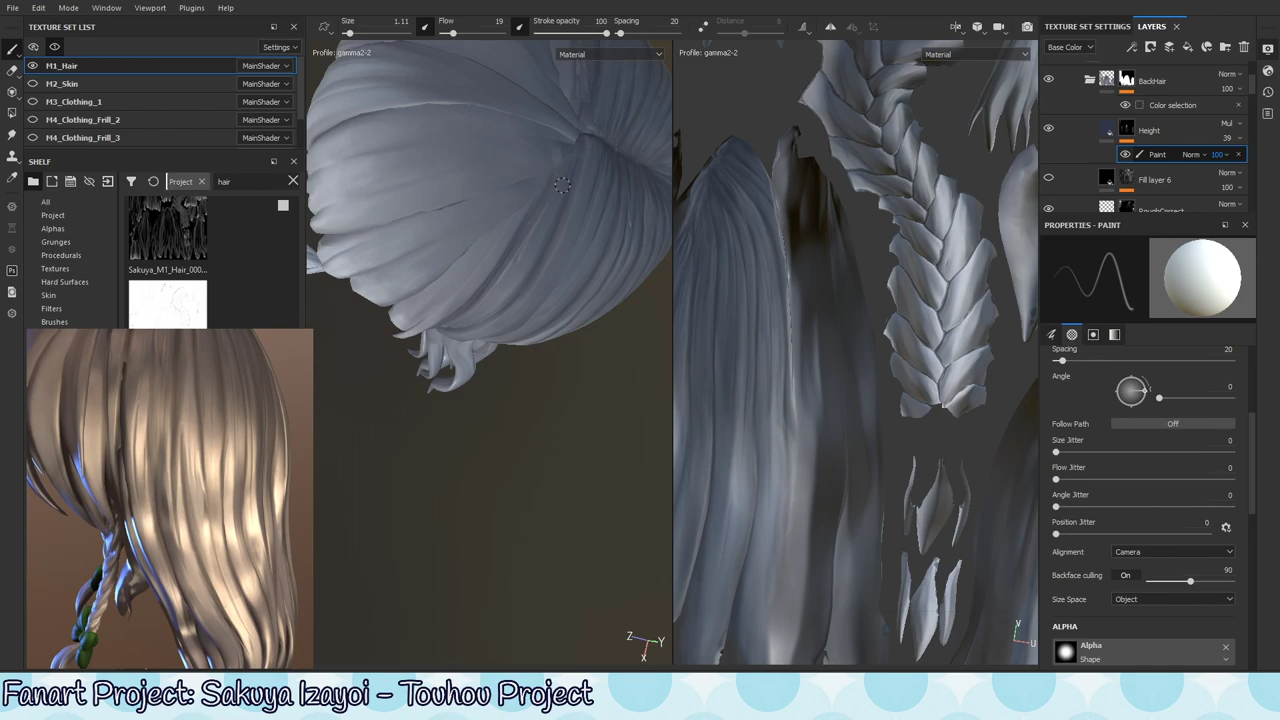 File Edit Mode Window Viewport Plugins Help
TEXTURE SET LIST
Settings
M1_Hair MainShader
M2_Skin MainShader
M3_Clothing_1 MainShader
M4_Clothing_Frill_2 MainShader
M4_Clothing_Frill_3 MainShader
SHELF
Project hair
All
Project
Alphas
Grunges
Procedurals
Textures
Hard Surfaces
Skin
Filters
Brushes
Sakuya_M1_Hair_000...
Size 1.11 Flow 19 Stroke opacity 100 Spacing 20 Distance 8
Profile: gamma2-2 Material
Profile: gamma2-2 Material
Z Y
X
V
U
TEXTURE SET SETTINGS LAYERS
Base Color
BackHair Norm
100
Color selection
Height Mul
39
Paint Norm 100
Fill layer 6 Norm
100
RoughCorrect Norm
PROPERTIES - PAINT
Spacing
20
Angle
0
Follow Path Off
Size Jitter 0
Flow Jitter 0
Angle Jitter 0
Position Jitter 0
Alignment Camera
Backface culling On 90
Size Space Object
ALPHA
Alpha
Shape
Ps
Fanart Project: Sakuya Izayoi - Touhou Project